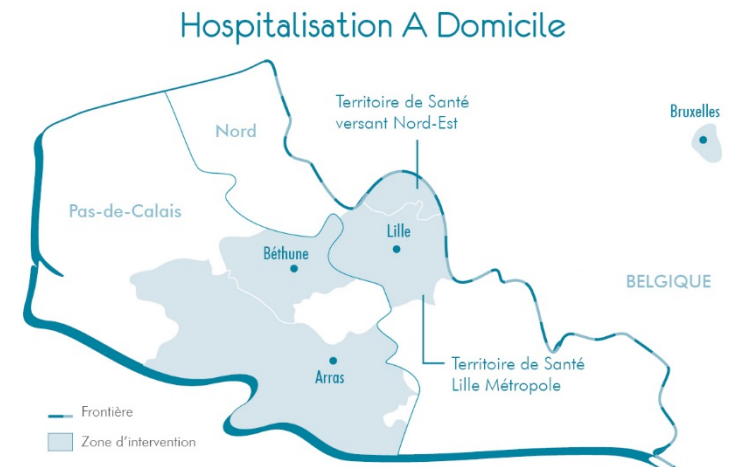 Hospitalisation A Domicile
Territoire de Santé
versant Nord-Est
Bruxelles
Nord
Pas-de-Calais
Lille
Béthune
BELGIQUE
Territoire de Santé
Lille Métropole
Arras
Frontière
Zone d'intervention